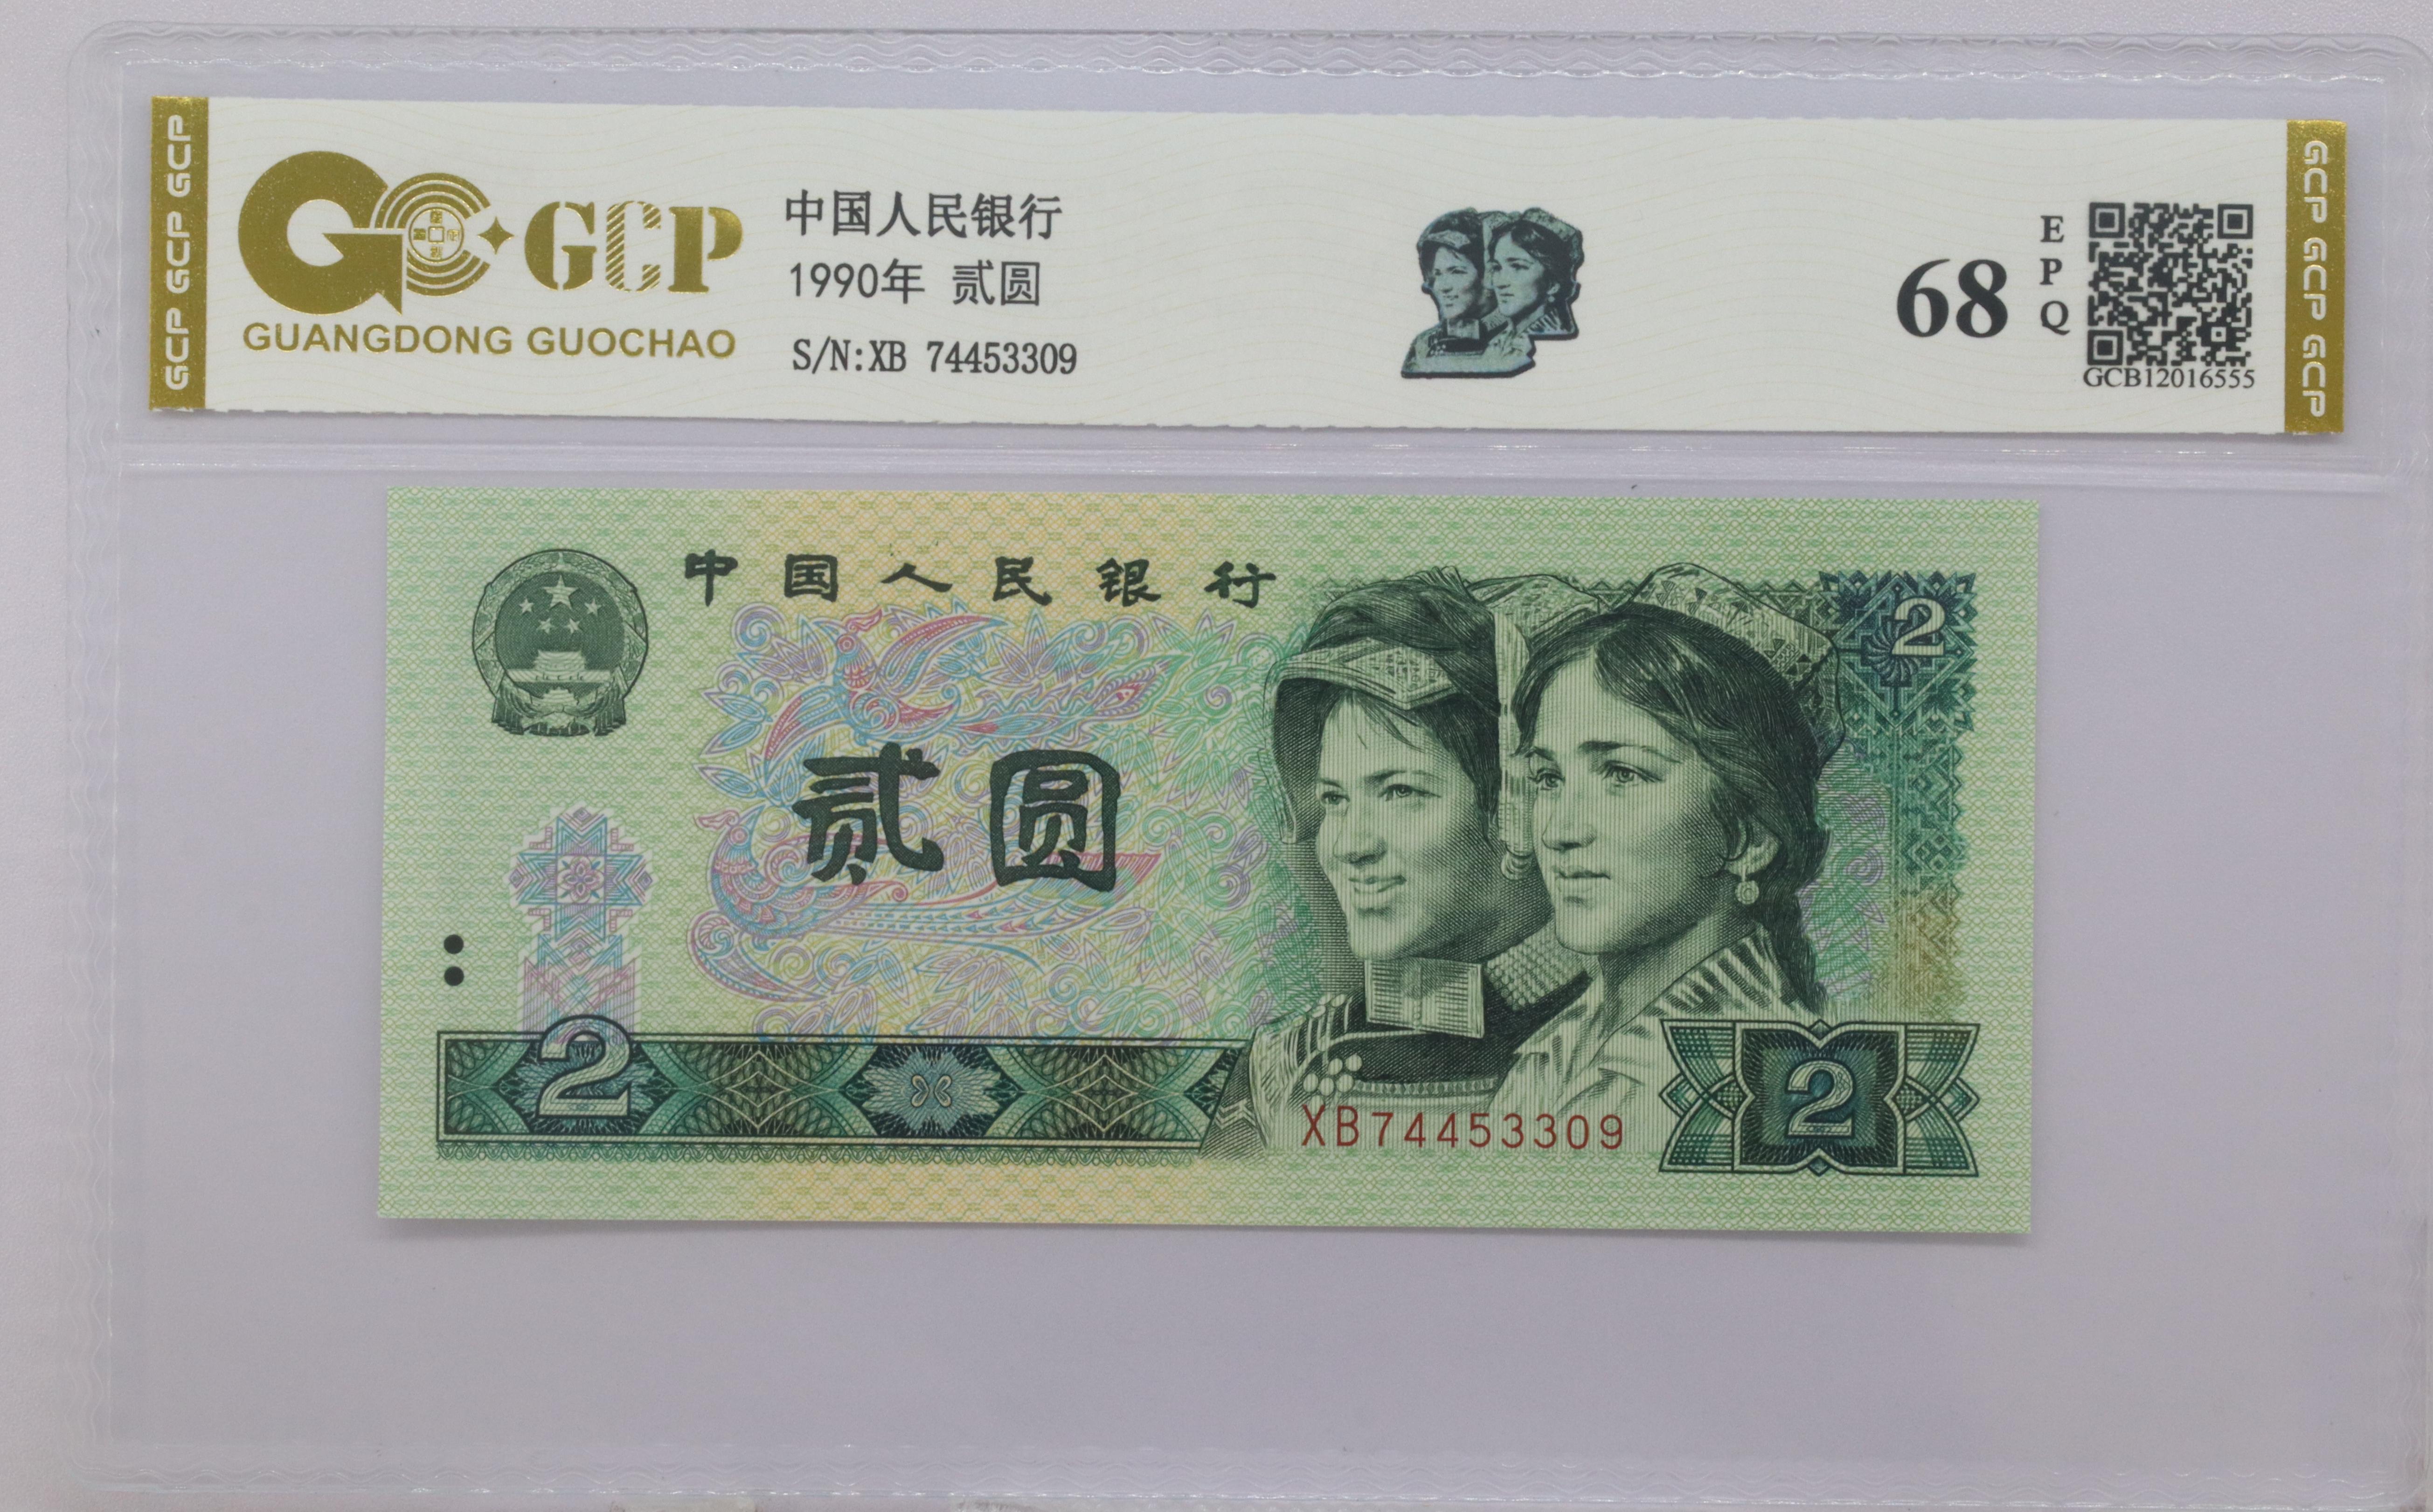 GCP GCP GCP
GCP
GUANGDONG GUOCHAO
中国人民银行
1990年 贰圆
S/N:XB 74453309
68
EPQ
GCB12016555
GCP GCP GCP
中国人民银行
2
贰圆
2
XB74453309
2